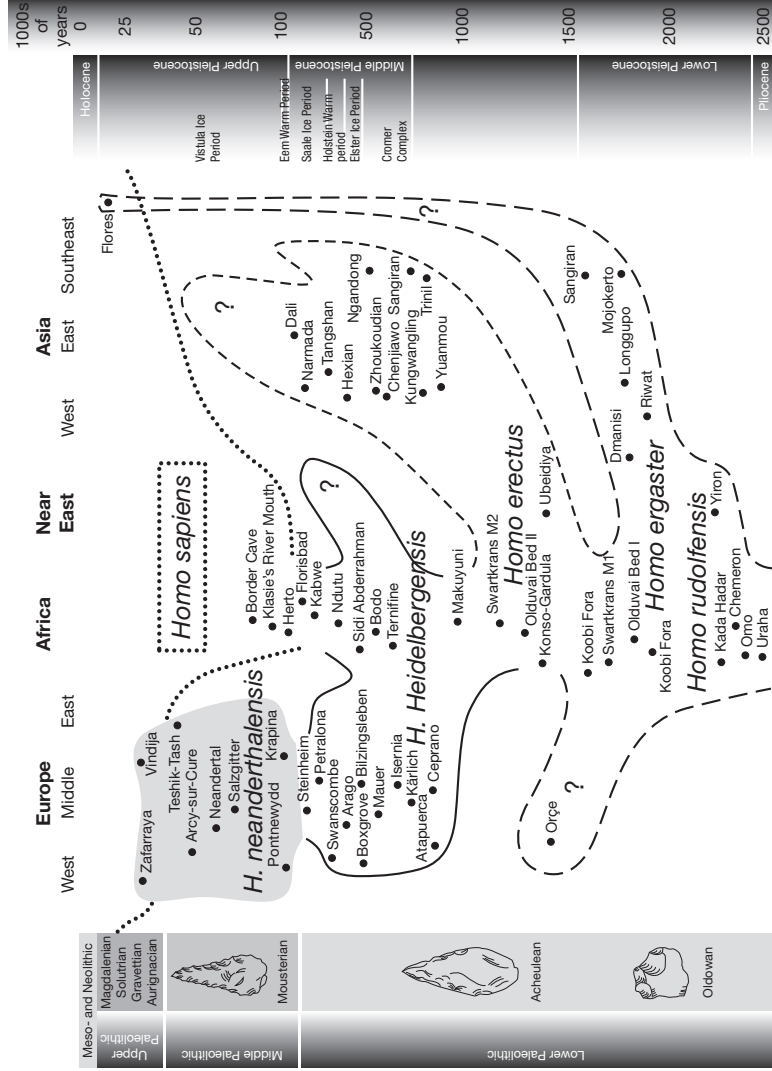 1000s
of
years
0
25
50
100
500
1000
1500
2000
2500
Holocene
Upper Pleistocene
Middle Pleistocene
Lower Pleistocene
Pliocene
Vistula Ice
Period
Eem Warm Period
Saale Ice Period
Holstein Warm
period
Elster Ice Period
Cromer
Complex
Europe
West
Middle
East
Africa
Near
East
Asia
West
East
Southeast
Meso- and Neolithic
Magdalenian
Solutrian
Gravettian
Aurignacian
Mousterian
Acheulean
Oldowan
Upper
Paleolithic
Middle Paleolithic
Lower Paleolithic
Homo sapiens
Flores
?
Zafarraya
Vindija
Teshik-Tash
Arcy-sur-Cure
Neandertal
Salzgitter
H. neanderthalensis
Pontnewydd
Krapina
Border Cave
Klasie's River Mouth
Herto
Florisbad
Kabwe
?
Dali
Narmada
Tangshan
Hexian
Ngandong
Zhoukoudian
Chenjiawo
Sangiran
Kungwangling
Trinil
Yuanmou
?
Steinheim
Petralona
Swanscombe
Arago
Bilzingsleben
Boxgrove
Mauer
Isernia
Kärlich
Atapuerca
Ceprano
Ndutu
Sidi Abderrahman
Bodo
Ternifine
H. Heidelbergensis
Makuyuni
Swartkrans M2
Homo erectus
Olduvai Bed II
Konso-Gardula
Ubeidiya
?
Orçe
Koobi Fora
Swartkrans M1
Olduvai Bed I
Koobi Fora
Homo ergaster
Dmanisi
Sangiran
Mojokerto
Longgupo
Riwat
Homo rudolfensis
Kada Hadar
Yiron
Chemeron
Omo
Uraha
?